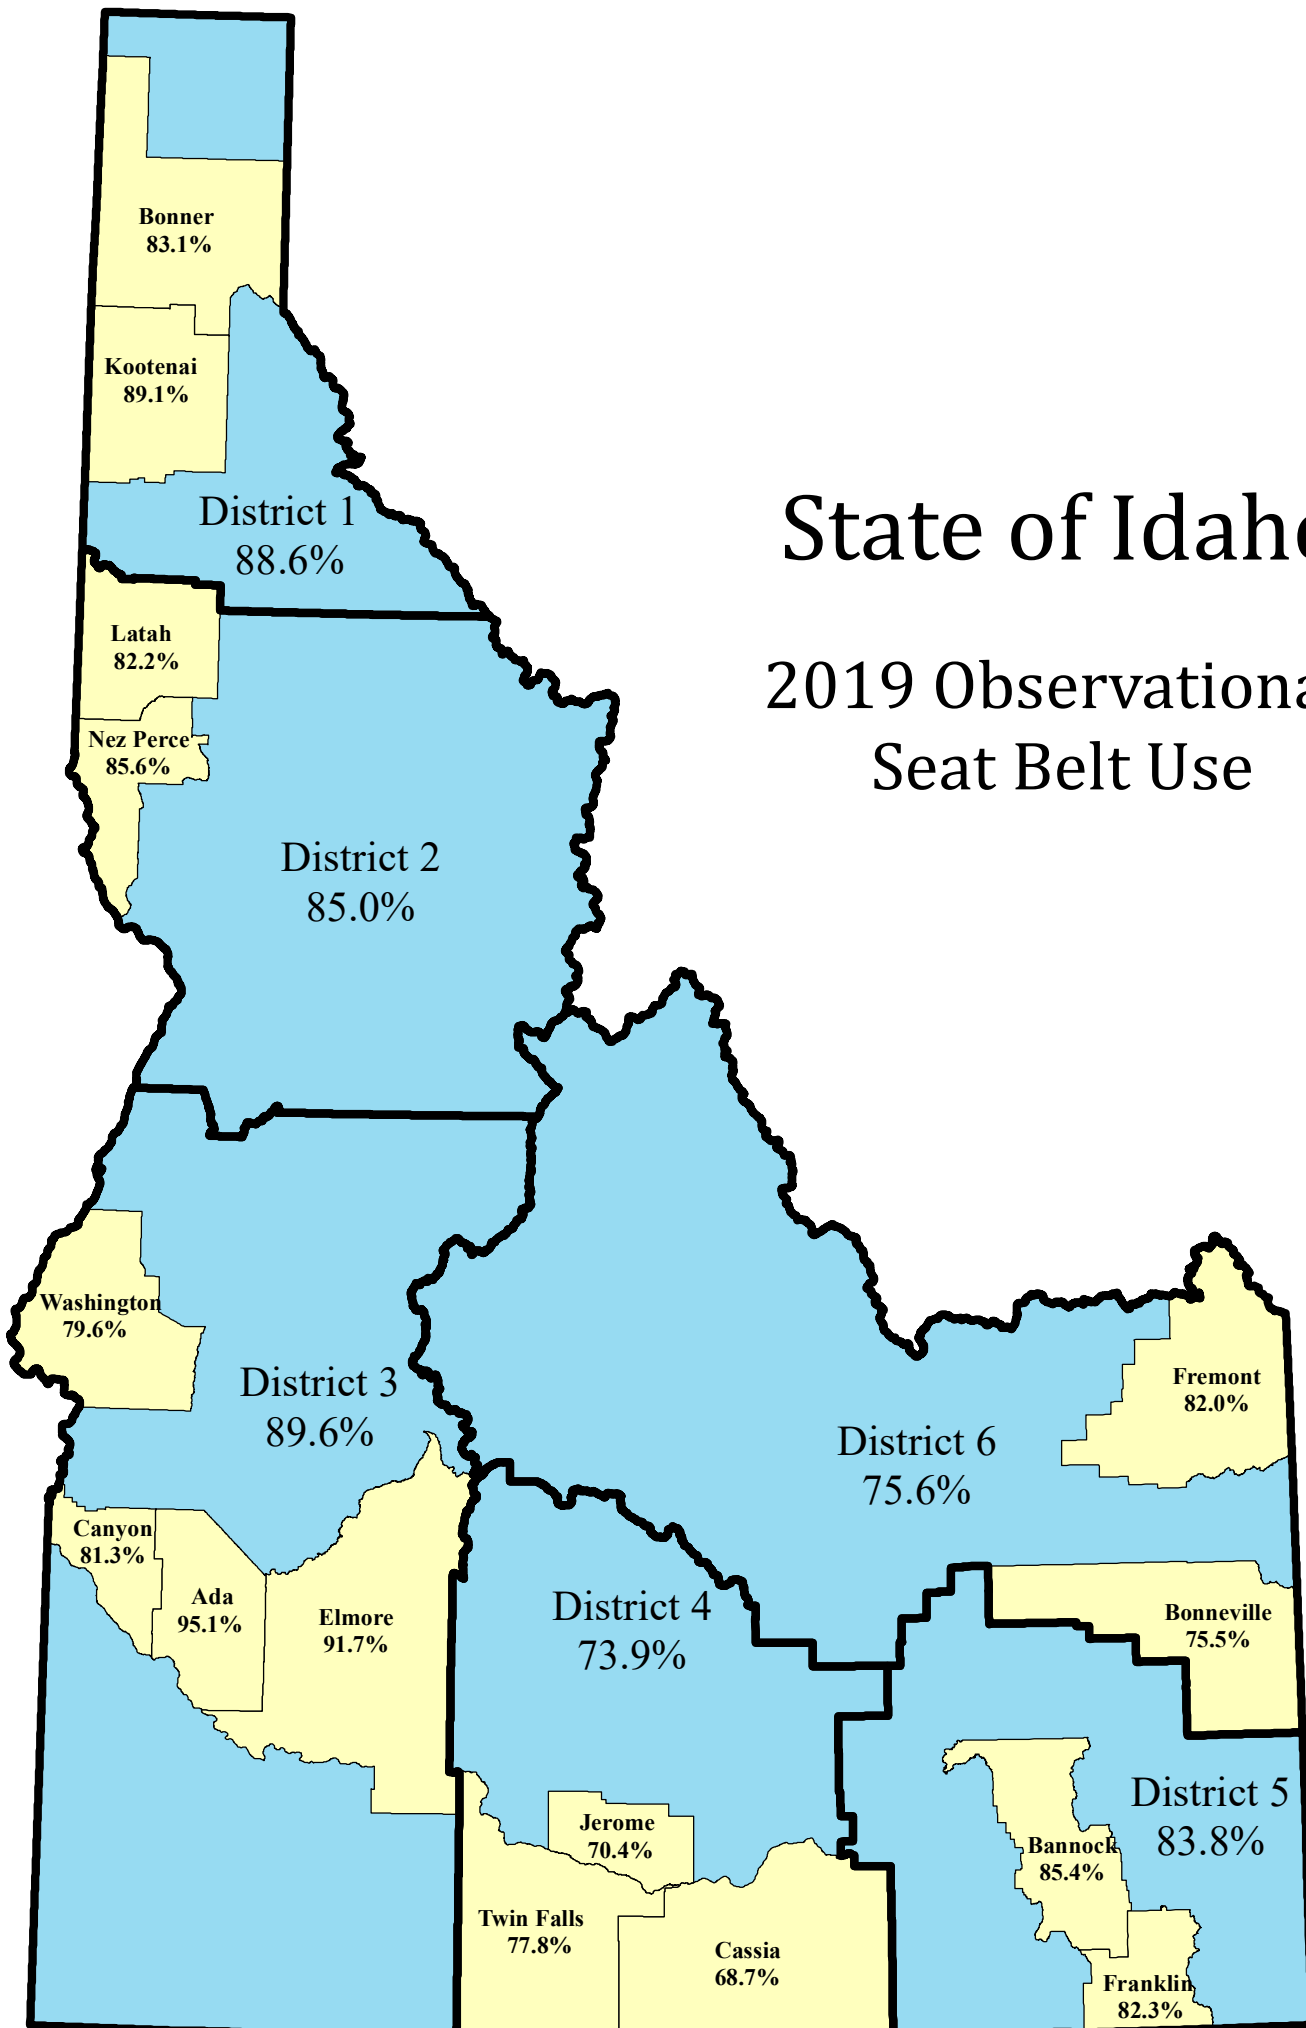 Bonner
83.1%
Kootenai
89.1%
District 1
88.6%
State of Idaho
2019 Observationa
Seat Belt Use
Latah
82.2%
Nez Perce
85.6%
District 2
85.0%
Washington
79.6%
District 3
89.6%
Fremont
82.0%
District 6
75.6%
Canyon
81.3%
Ada
95.1%
Elmore
91.7%
District 4
73.9%
Bonneville
75.5%
District 5
83.8%
Jerome
70.4%
Bannock
85.4%
Twin Falls
77.8%
Cassia
68.7%
Franklin
82.3%